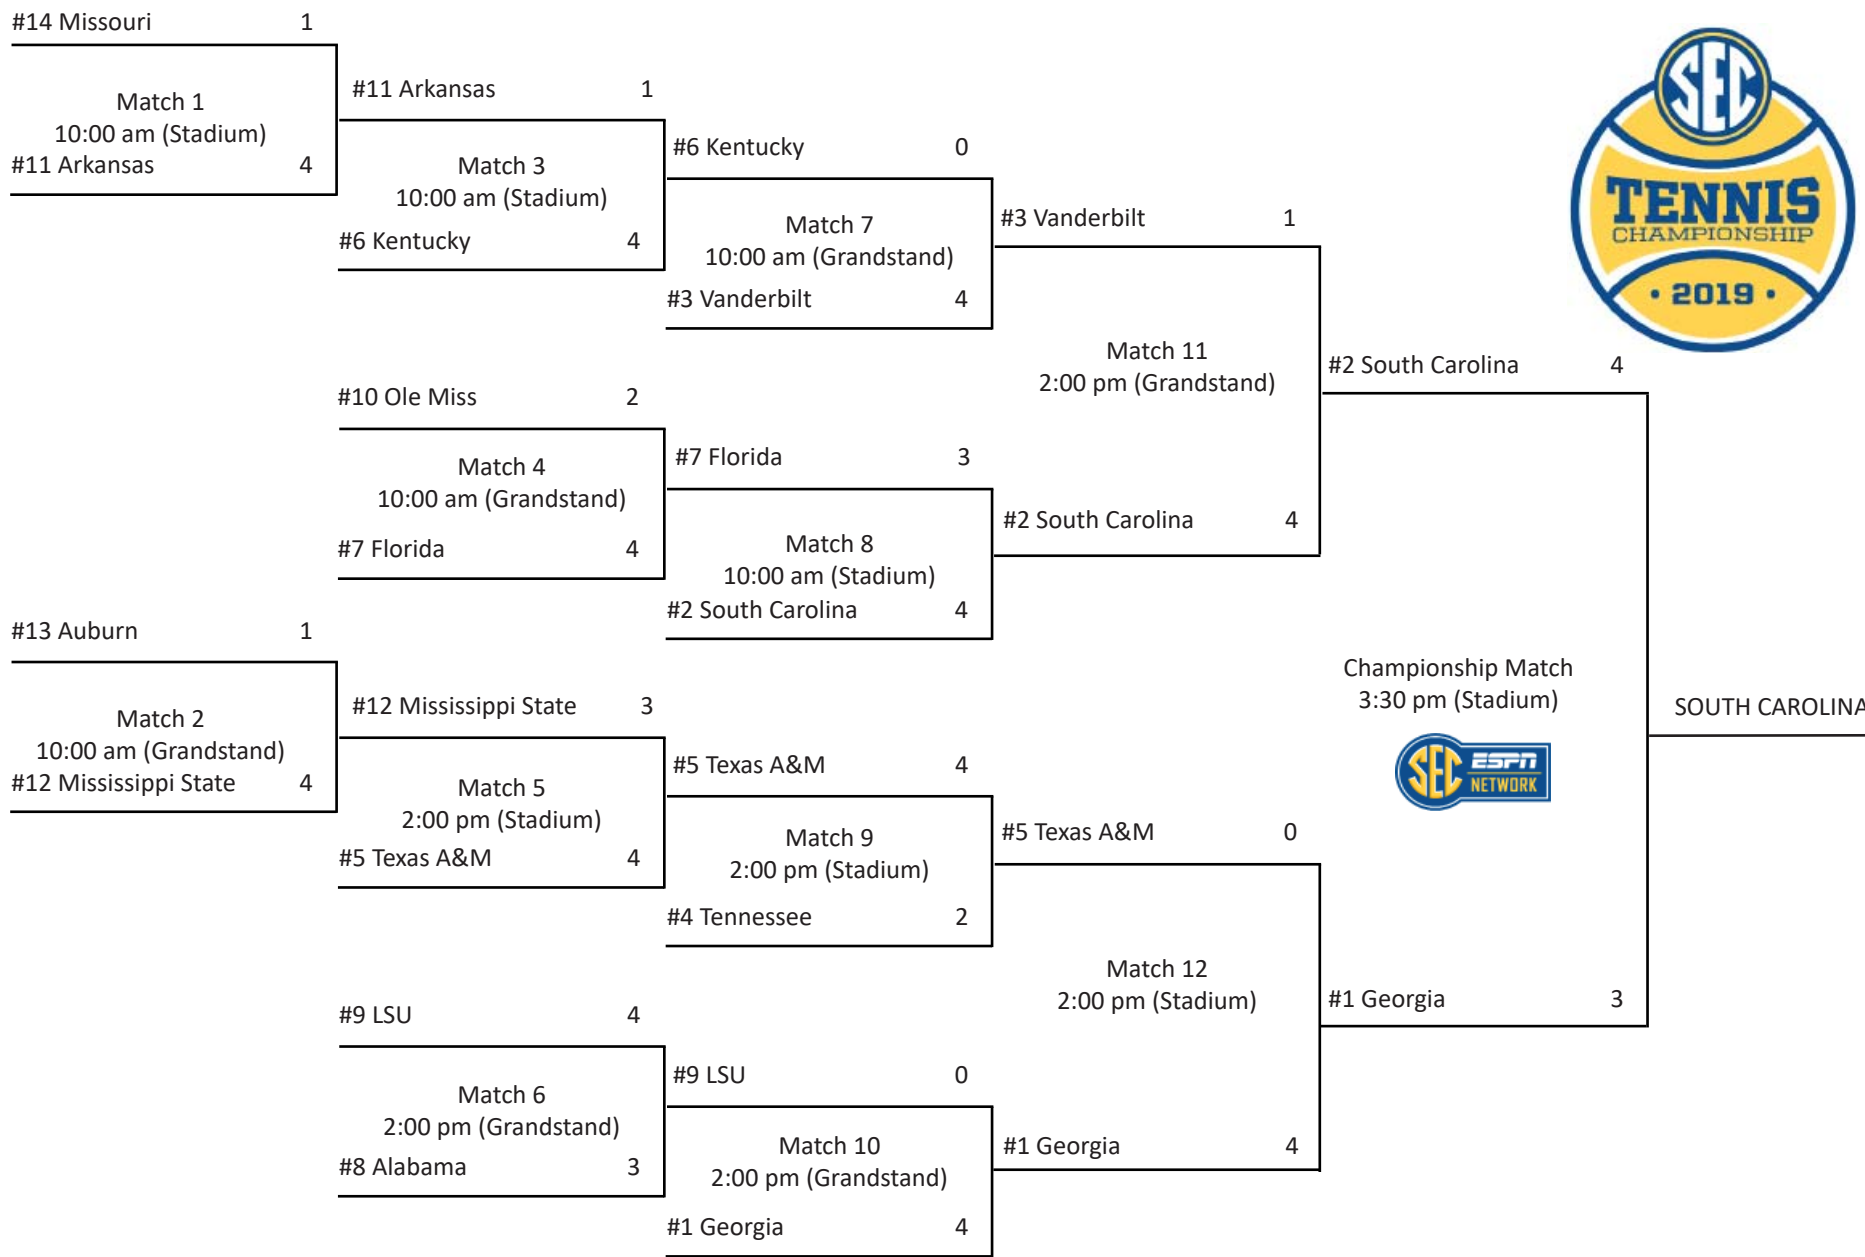 #14 Missouri 1
Match 1
10:00 am (Stadium)
#11 Arkansas 4
#11 Arkansas 1
Match 3
10:00 am (Stadium)
#6 Kentucky 4
#6 Kentucky 0
Match 7
10:00 am (Grandstand)
#3 Vanderbilt 4
#3 Vanderbilt 1
Match 11
2:00 pm (Grandstand)
#10 Ole Miss 2
Match 4
10:00 am (Grandstand)
#7 Florida 4
#7 Florida 3
Match 8
10:00 am (Stadium)
#2 South Carolina 4
#2 South Carolina 4
#2 South Carolina 4
#13 Auburn 1
Match 2
10:00 am (Grandstand)
#12 Mississippi State 4
#12 Mississippi State 3
Match 5
2:00 pm (Stadium)
#5 Texas A&M 4
#5 Texas A&M 4
Match 9
2:00 pm (Stadium)
#4 Tennessee 2
#5 Texas A&M 0
Match 12
2:00 pm (Stadium)
#9 LSU 4
Match 6
2:00 pm (Grandstand)
#8 Alabama 3
#9 LSU 0
Match 10
2:00 pm (Grandstand)
#1 Georgia 4
#1 Georgia 4
#1 Georgia 3
Championship Match
3:30 pm (Stadium)
SEC ESPN
NETWORK
SOUTH CAROLINA
SEC
TENNIS
CHAMPIONSHIP
• 2019 •